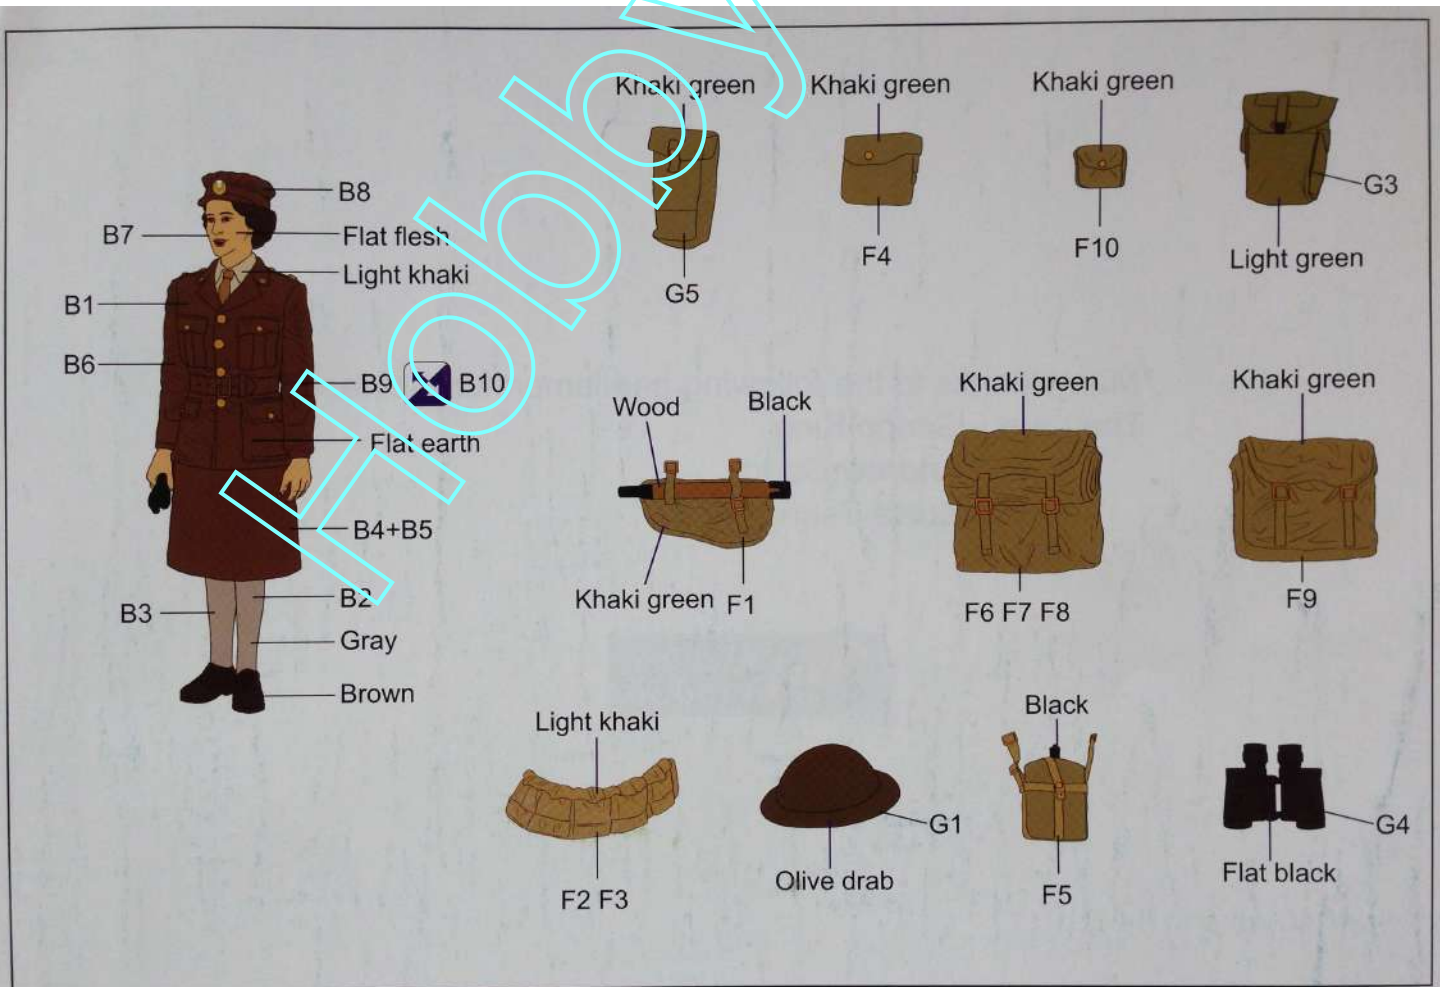 Hobby
Khaki green
G5
Khaki green
F4
Khaki green
F10
G3
Light green
B8
B7
Flat flesh
Light khaki
B1
B6
B9
B10
Flat earth
B4+B5
B3
B2
Gray
Brown
Wood
Black
Khaki green
F1
Khaki green
F6 F7 F8
Khaki green
F9
Light khaki
F2 F3
G1
Olive drab
Black
F5
G4
Flat black